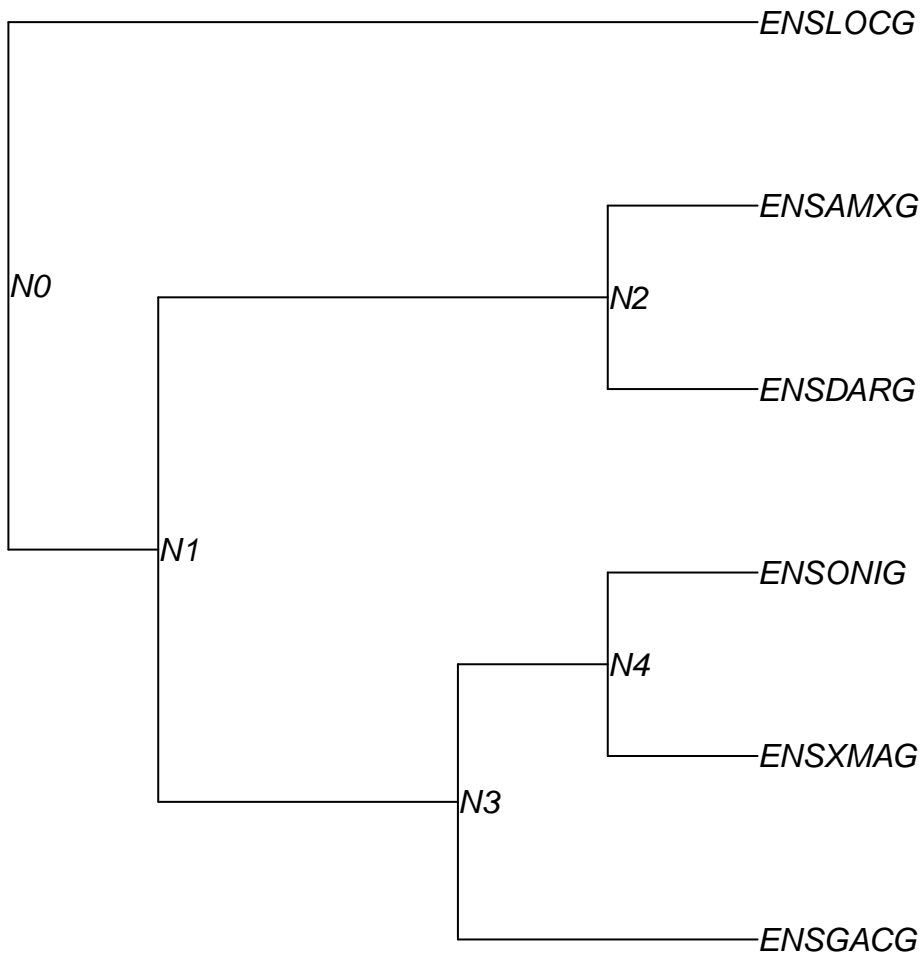 ENSLOCG
ENSAMXG
N0
N2
ENSDARG
N1
ENSONIG
N4
ENSXMAG
N3
ENSGACG